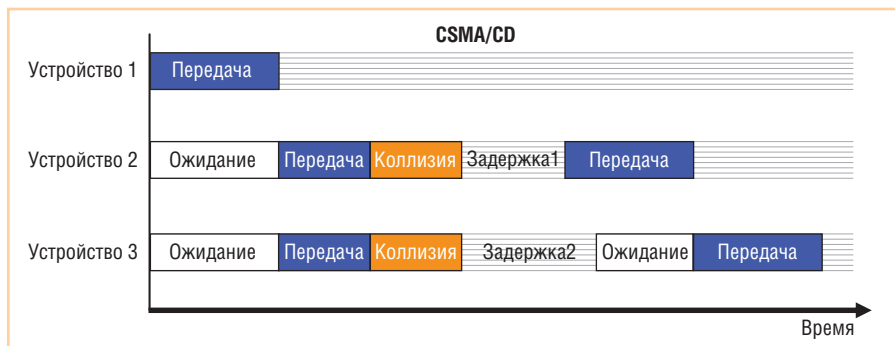 CSMA/CD
Устройство 1 Передача
Устройство 2 Ожидание Передача Коллизия Задержка1 Передача
Устройство 3 Ожидание Передача Коллизия Задержка2 Ожидание Передача
Время